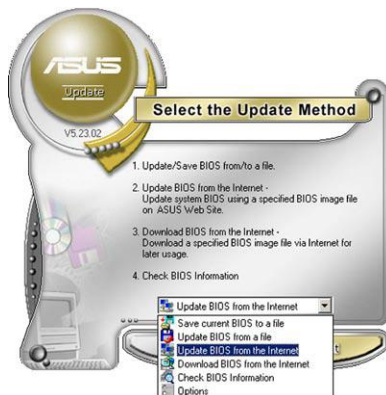 ASUS
Update
V5.23.02
Select the Update Method
1. Update/Save BIOS from/to a file.
2. Update BIOS from the Internet -
Update system BIOS using a specified BIOS image file
on ASUS Web Site.
3. Download BIOS from the Internet -
Download a specified BIOS image file via Internet for
later usage.
4. Check BIOS Information
Update BIOS from the Internet
Save current BIOS to a file
Update BIOS from a file
Update BIOS from the Internet
Download BIOS from the Internet
Check BIOS Information
Options